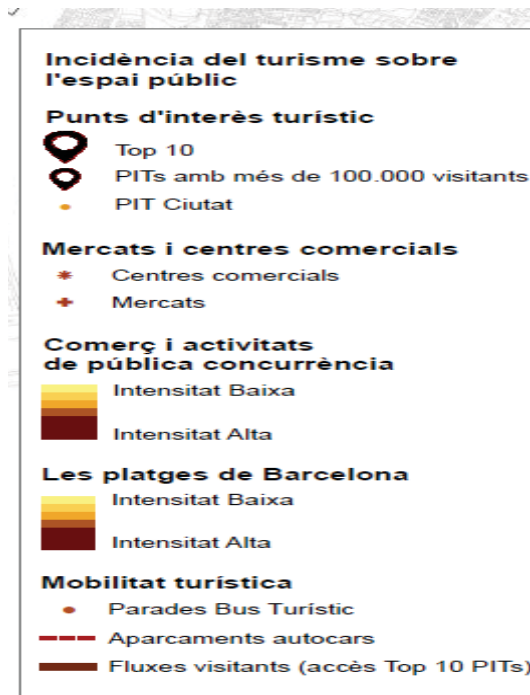 Incidència del turisme sobre
l'espai públic
Punts d'interès turístic
Top 10
PITs amb més de 100.000 visitants
PIT Ciutat
Mercats i centres comercials
Centres comercials
Mercats
Comerç i activitats
de pública concurrència
Intensitat Baixa
Intensitat Alta
Les platges de Barcelona
Intensitat Baixa
Intensitat Alta
Mobilitat turística
Parades Bus Turístic
Aparcaments autocars
Fluxes visitants (accès Top 10 PITs)